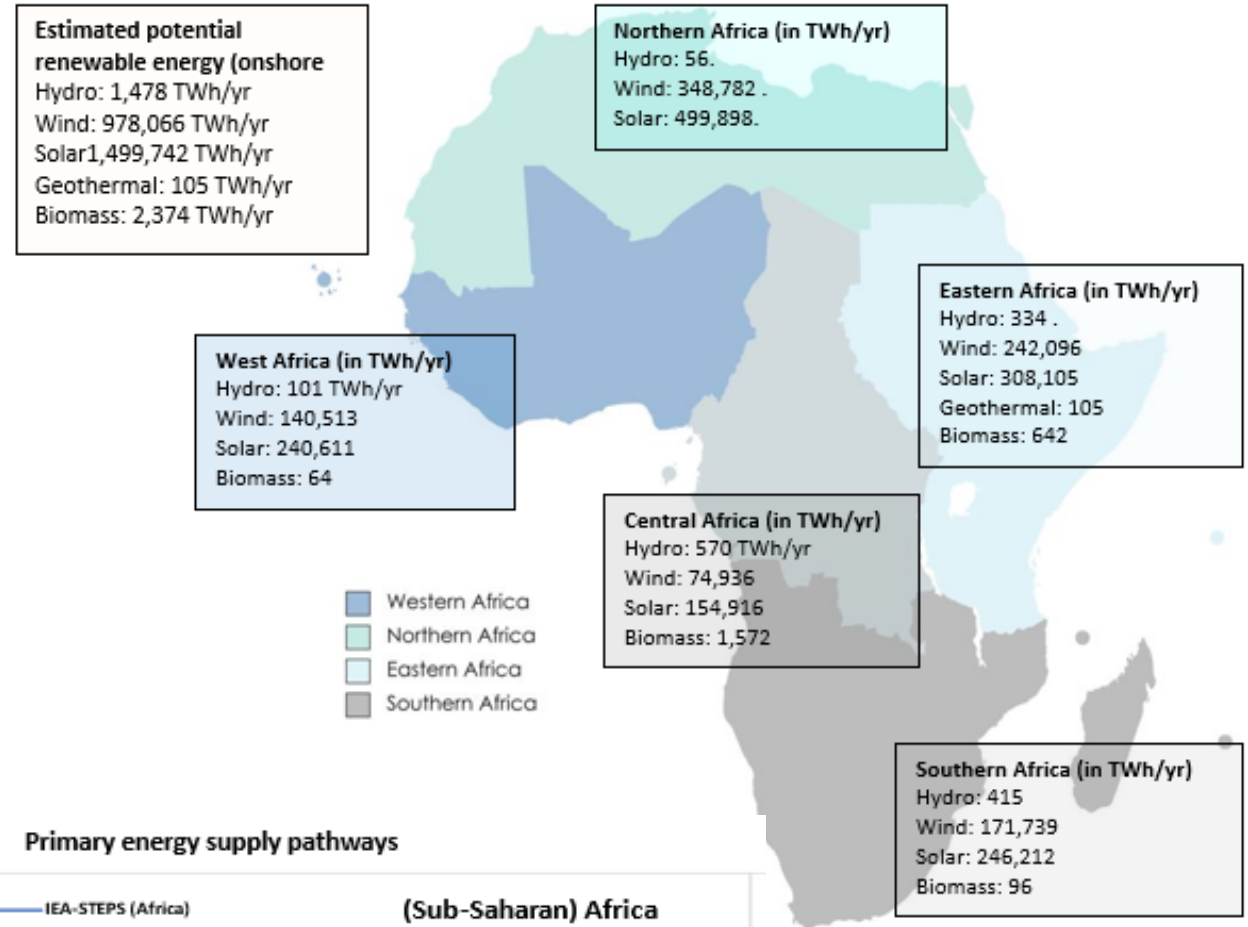 Estimated potential
renewable energy (onshore
Hydro: 1,478 TWh/yr
Wind: 978,066 TWh/yr
Solar1,499,742 TWh/yr
Geothermal: 105 TWh/yr
Biomass: 2,374 TWh/yr
Northern Africa (in TWh/yr)
Hydro: 56.
Wind: 348,782 .
Solar: 499,898.
Eastern Africa (in TWh/yr)
Hydro: 334 .
Wind: 242,096
Solar: 308,105
Geothermal: 105
Biomass: 642
West Africa (in TWh/yr)
Hydro: 101 TWh/yr
Wind: 140,513
Solar: 240,611
Biomass: 64
Central Africa (in TWh/yr)
Hydro: 570 TWh/yr
Wind: 74,936
Solar: 154,916
Biomass: 1,572
Western Africa
Northern Africa
Eastern Africa
Southern Africa
Southern Africa (in TWh/yr)
Hydro: 415
Wind: 171,739
Solar: 246,212
Biomass: 96
Primary energy supply pathways
IEA-STEPS (Africa)
(Sub-Saharan) Africa